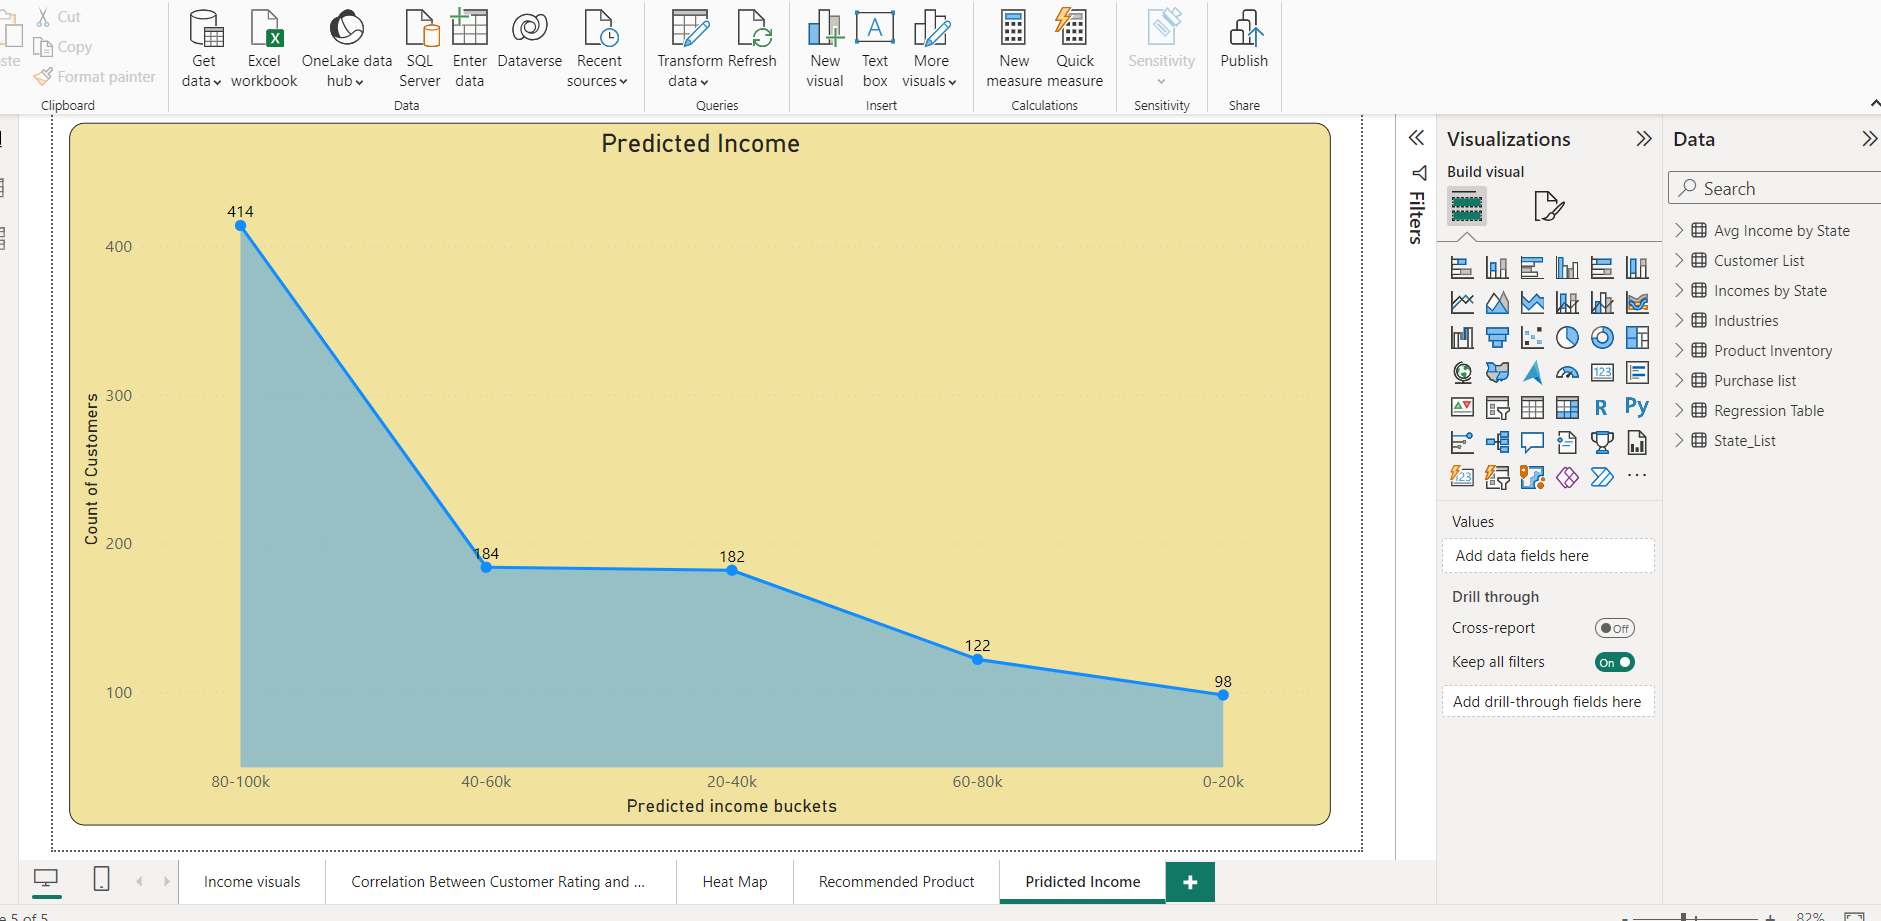 Cut
Copy
Format painter
Clipboard
Get data
Excel workbook
OneLake data hub
SQL Server
Enter data
Dataverse
Recent sources
Data
Transform data
Refresh
Queries
New visual
Text box
More visuals
Insert
New measure
Quick measure
Calculations
Sensitivity
Sensitivity
Publish
Share
Predicted Income
414
400
300
200
100
184
182
122
98
Count of Customers
80-100k
40-60k
20-40k
60-80k
0-20k
Predicted income buckets
Filters
Visualizations
Build visual
123
R
Py
123
Values
Add data fields here
Drill through
Cross-report
Off
Keep all filters
On
Add drill-through fields here
Data
Search
Avg Income by State
Customer List
Incomes by State
Industries
Product Inventory
Purchase list
Regression Table
State_List
Income visuals
Correlation Between Customer Rating and ...
Heat Map
Recommended Product
Pridicted Income
5 of 5
82%